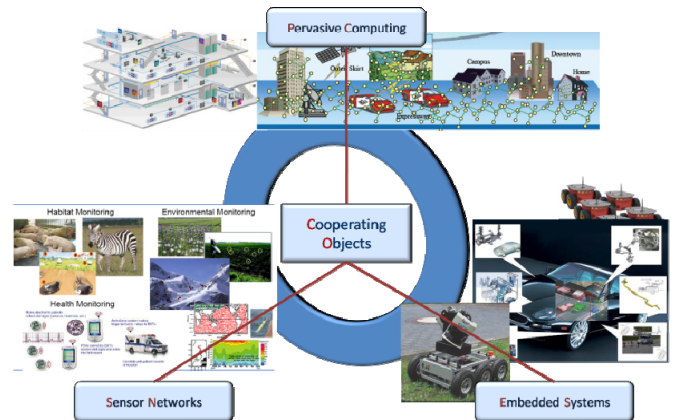 Pervasive Computing
Outer Skirt
Campus
Downtown
Home
Expressway
Habitat Monitoring
Environmental Monitoring
Cooperating
Objects
Health Monitoring
Sensor Networks
Embedded Systems